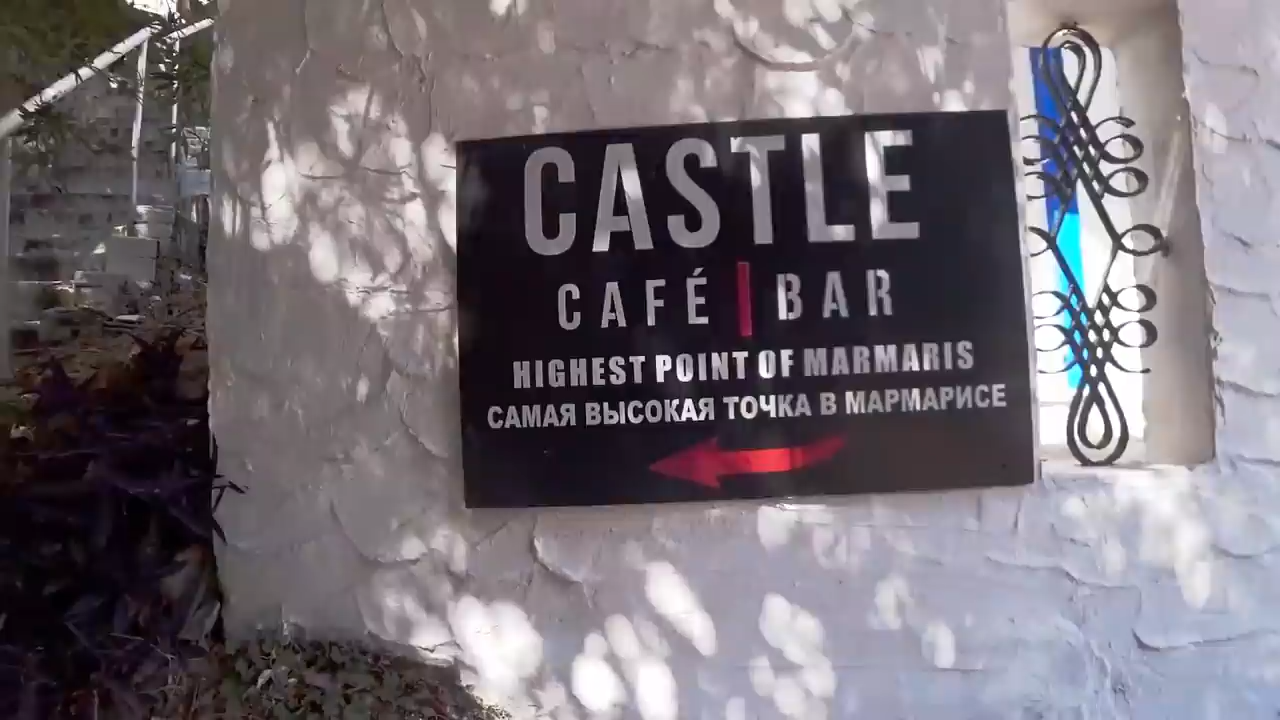 CASTLE
CAFÉ | BAR
HIGHEST POINT OF MARMARIS
САМАЯ ВЫСОКАЯ ТОЧКА В МАРМАРИСЕ